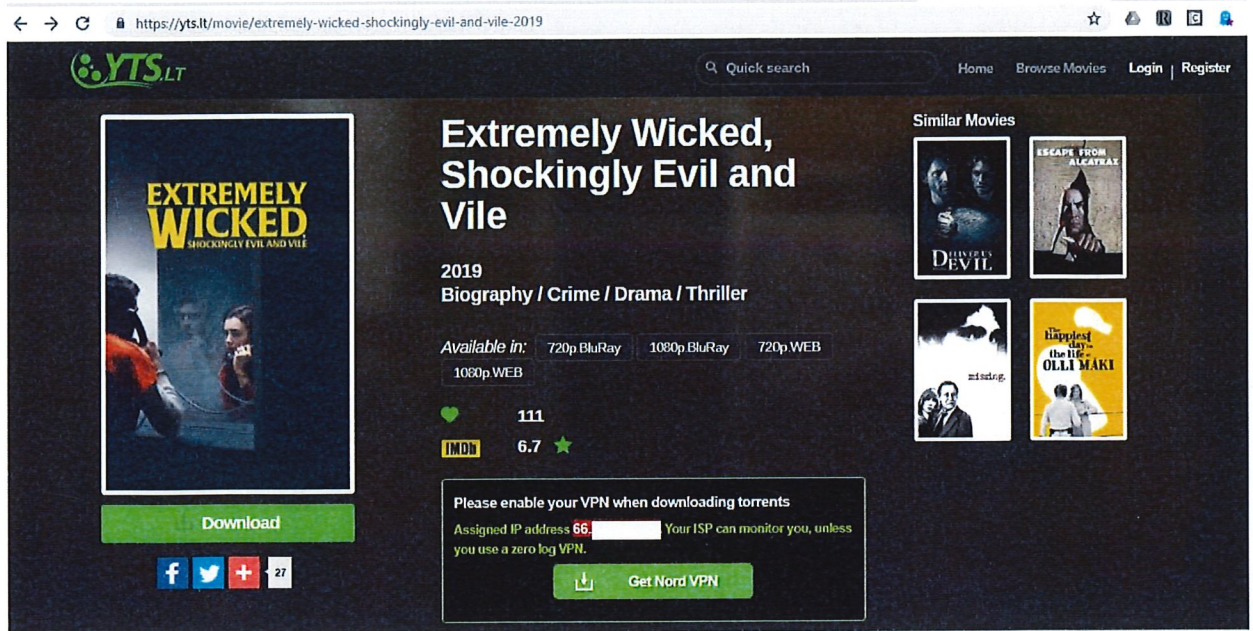 https://yts.lt/movie/extremely-wicked-shockingly-evil-and-vile-2019
YTS.LT
Quick search
Home Browse Movies Login | Register
EXTREMELY
WICKED
SHOCKINGLY EVIL AND VILE
Download
27
Extremely Wicked,
Shockingly Evil and
Vile
2019
Biography / Crime / Drama / Thriller
Available in: 720p.BluRay 1080p.BluRay 720p.WEB
1080p.WEB
111
IMDb 6.7
Please enable your VPN when downloading torrents
Assigned IP address 66. Your ISP can monitor you, unless
you use a zero log VPN.
Get Nord VPN
Similar Movies
DELIVER US
DEVIL
ESCAPE FROM
ALCATRAZ
missing.
The
happiest
day in
the life of
OLLI MÄKI